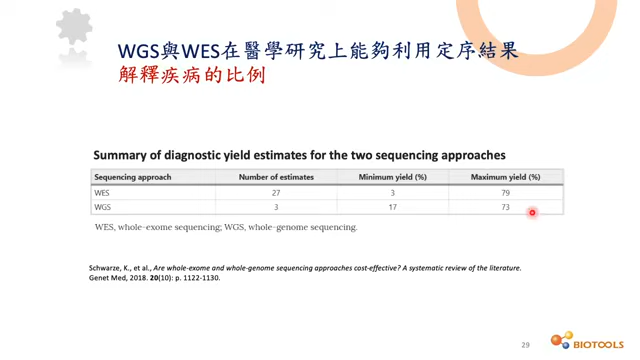 WGS與WES在醫學研究上能夠利用定序結果
解釋疾病的比例
Summary of diagnostic yield estimates for the two sequencing approaches
Sequencing approach Number of estimates Minimum yield (%) Maximum yield (%)
WES 27 3 79
WGS 3 17 73
WES, whole-exome sequencing; WGS, whole-genome sequencing.
Schwarze, K., et al., Are whole-exome and whole-genome sequencing approaches cost-effective? A systematic review of the literature.
Genet Med, 2018. 20(10): p. 1122-1130.
29
BIOTOOLS